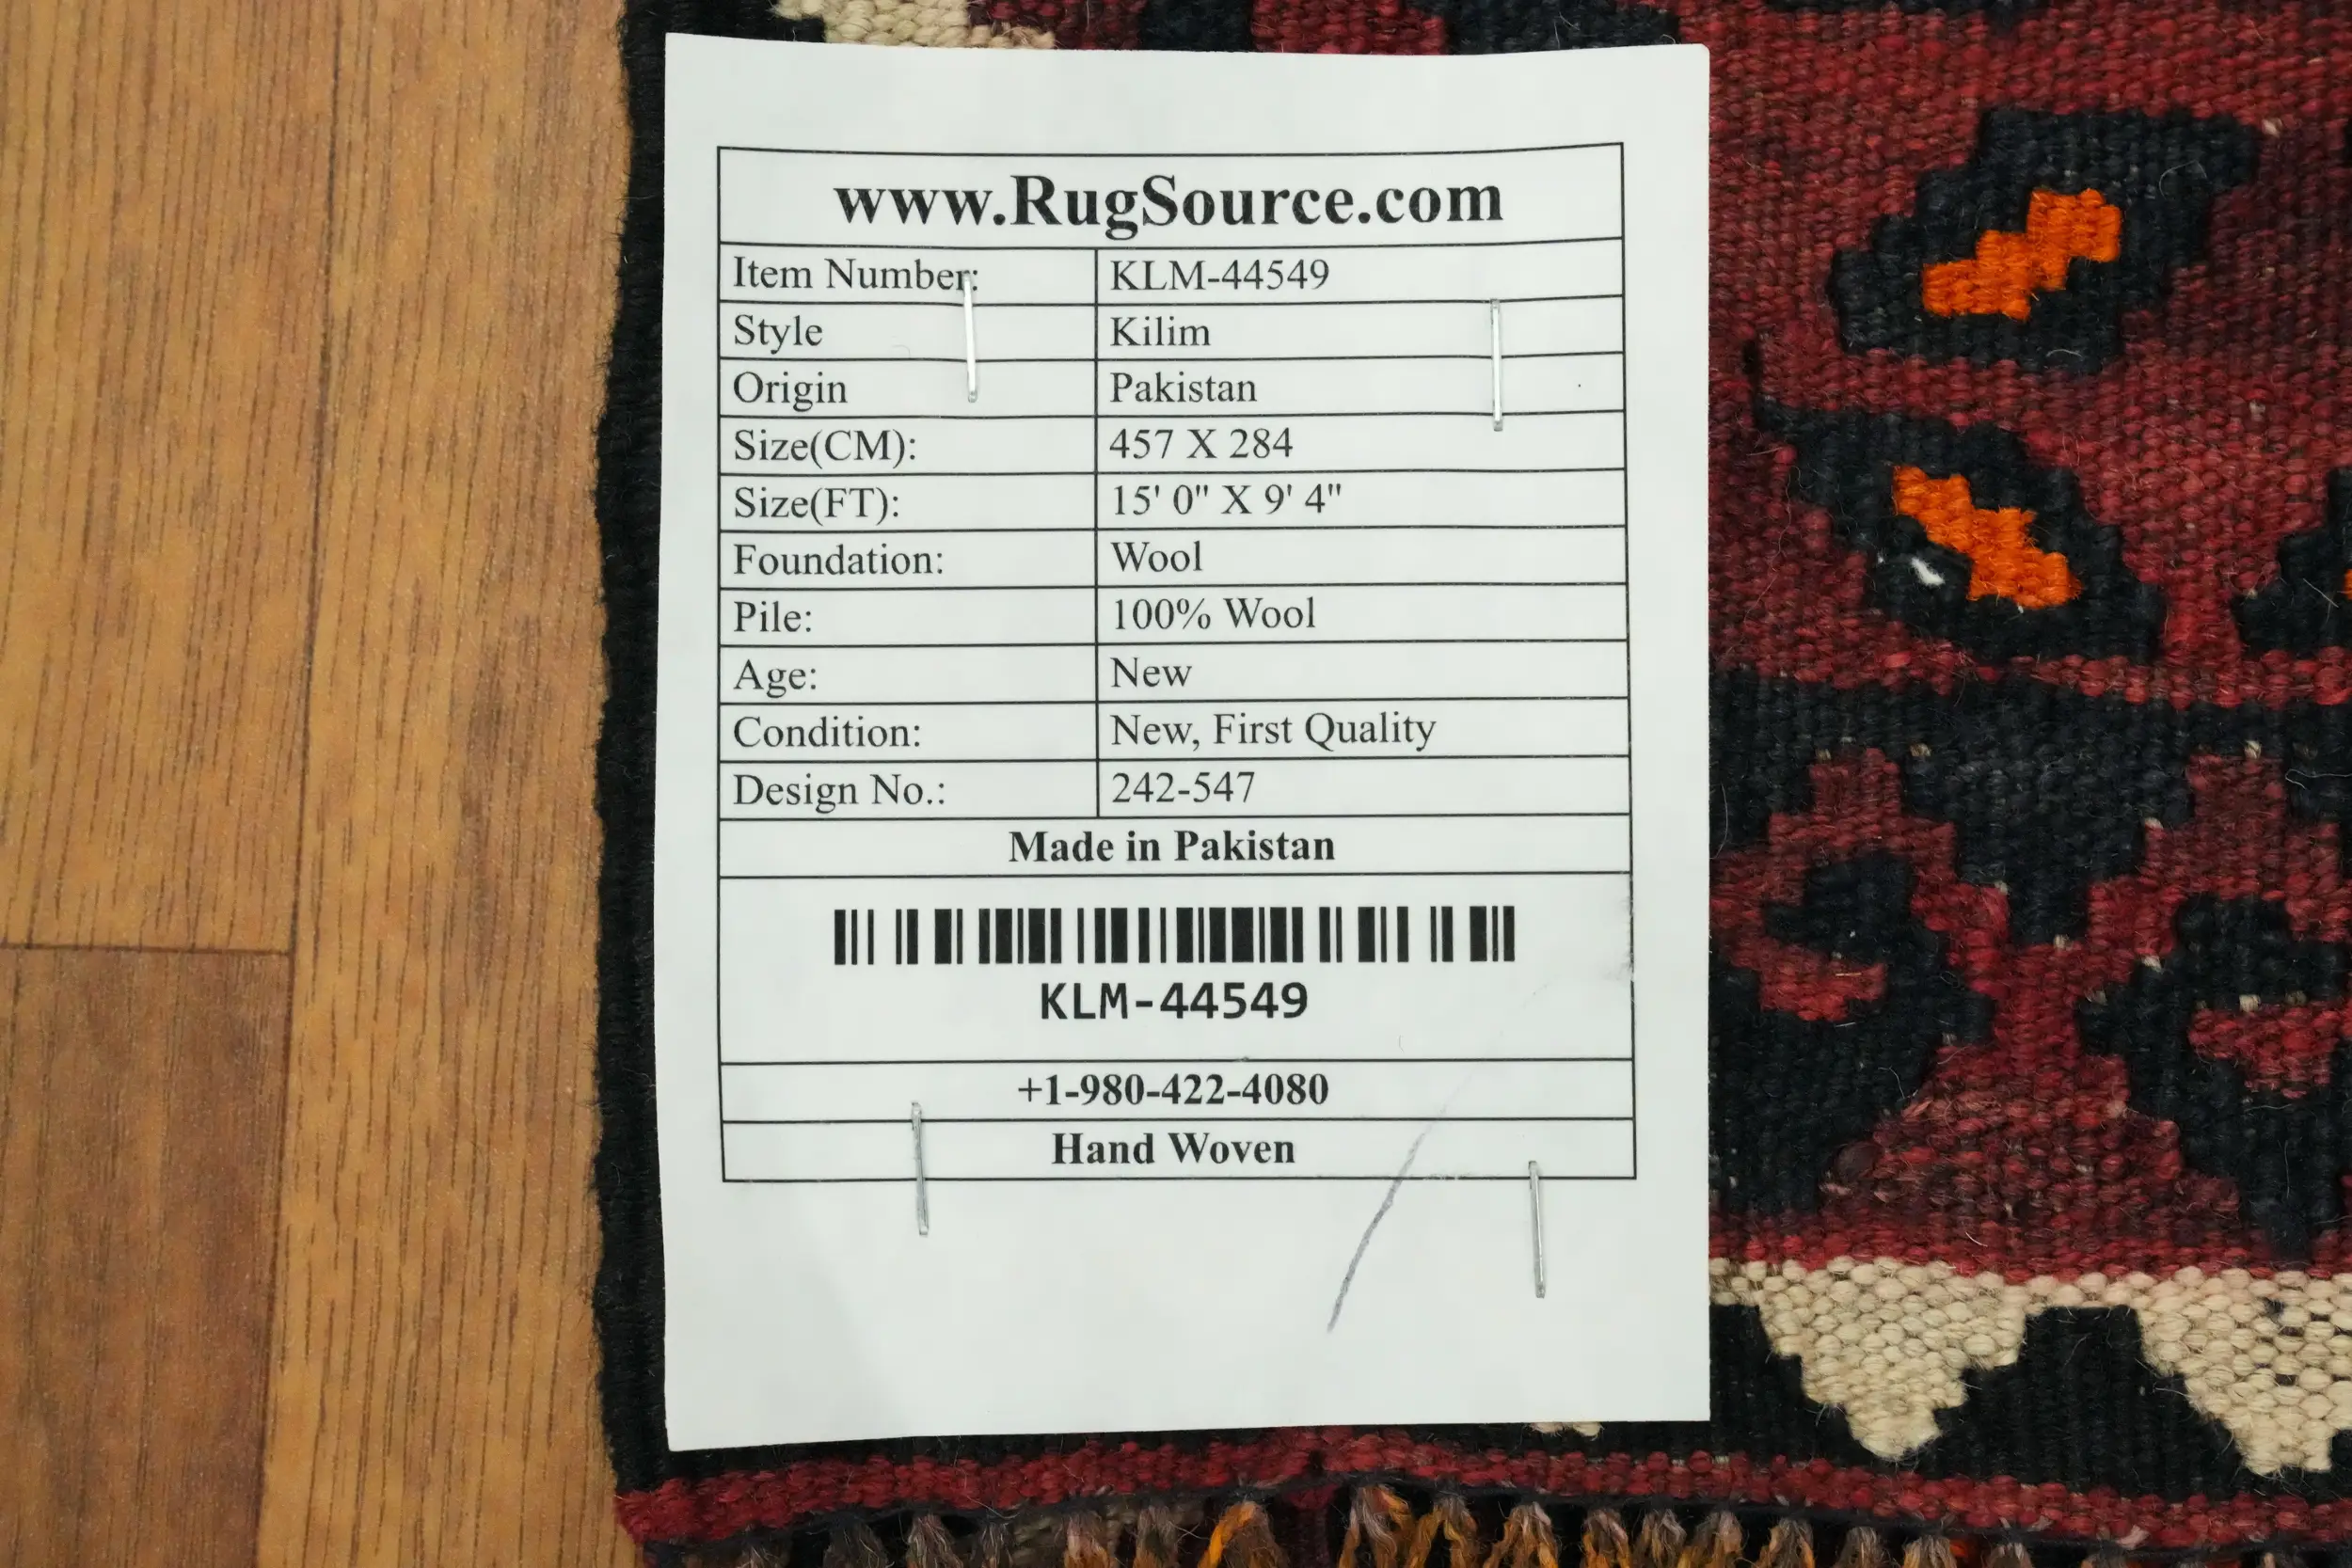 www.RugSource.com
Item Number: KLM-44549
Style Kilim
Origin Pakistan
Size(CM): 457 X 284
Size(FT): 15' 0" X 9' 4"
Foundation: Wool
Pile: 100% Wool
Age: New
Condition: New, First Quality
Design No.: 242-547
Made in Pakistan
KLM-44549
+1-980-422-4080
Hand Woven